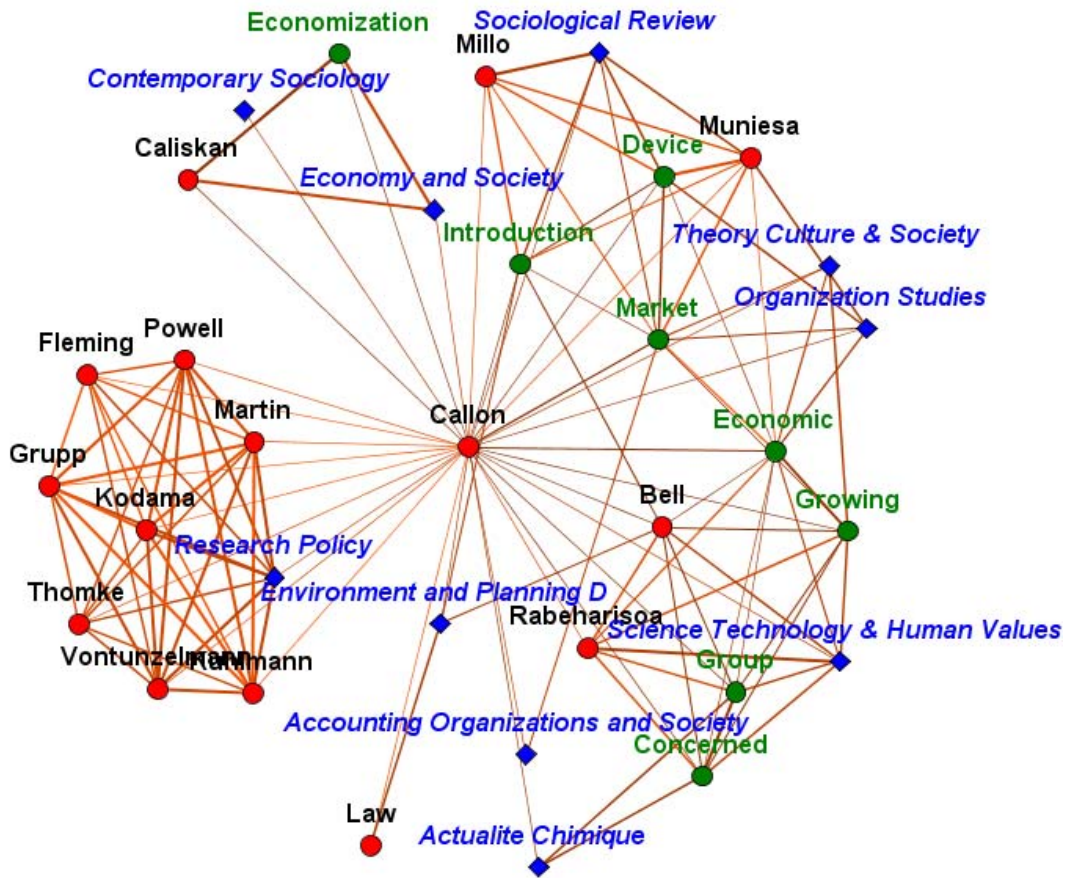 Economization
Sociological Review
Millo
Contemporary Sociology
Muniesa
Caliskan
Device
Economy and Society
Introduction
Theory Culture & Society
Organization Studies
Market
Powell
Fleming
Martin
Callon
Economic
Grupp
Kodama
Bell
Growing
Research Policy
Thomke
Environment and Planning D
Rabeharisoa
Science Technology & Human Values
Vontunzelmann
Kuhlmann
Group
Accounting Organizations and Society
Concerned
Law
Actualite Chimique